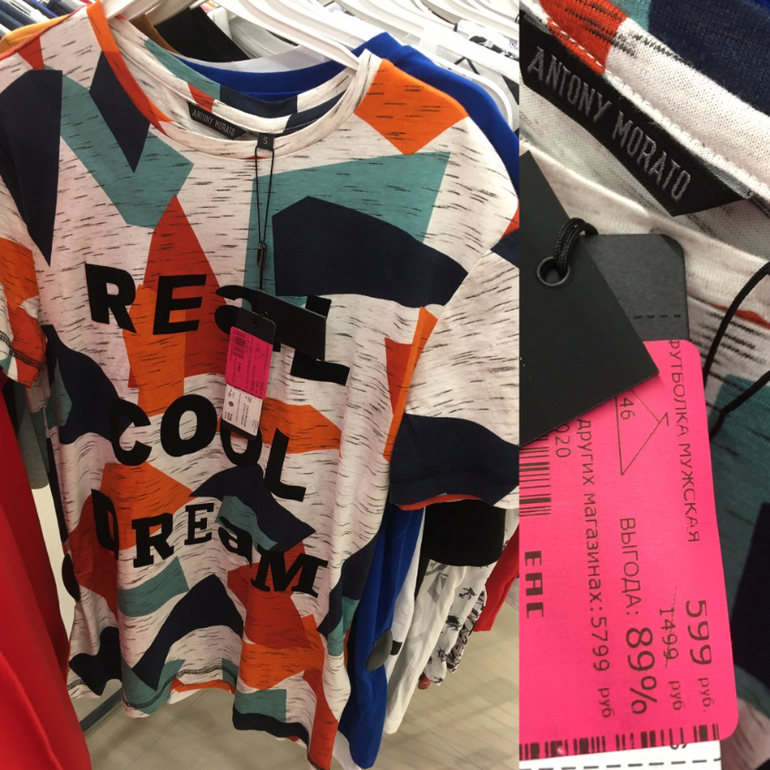 ANTONY MORATO
S
REAL
COOL
DREAM
ANTONY MORATO
ФУТБОЛКА МУЖСКАЯ
46
599 руб.
1499 руб
ВЫГОДА: 89%
других магазинах: 5799 руб
020
EAC